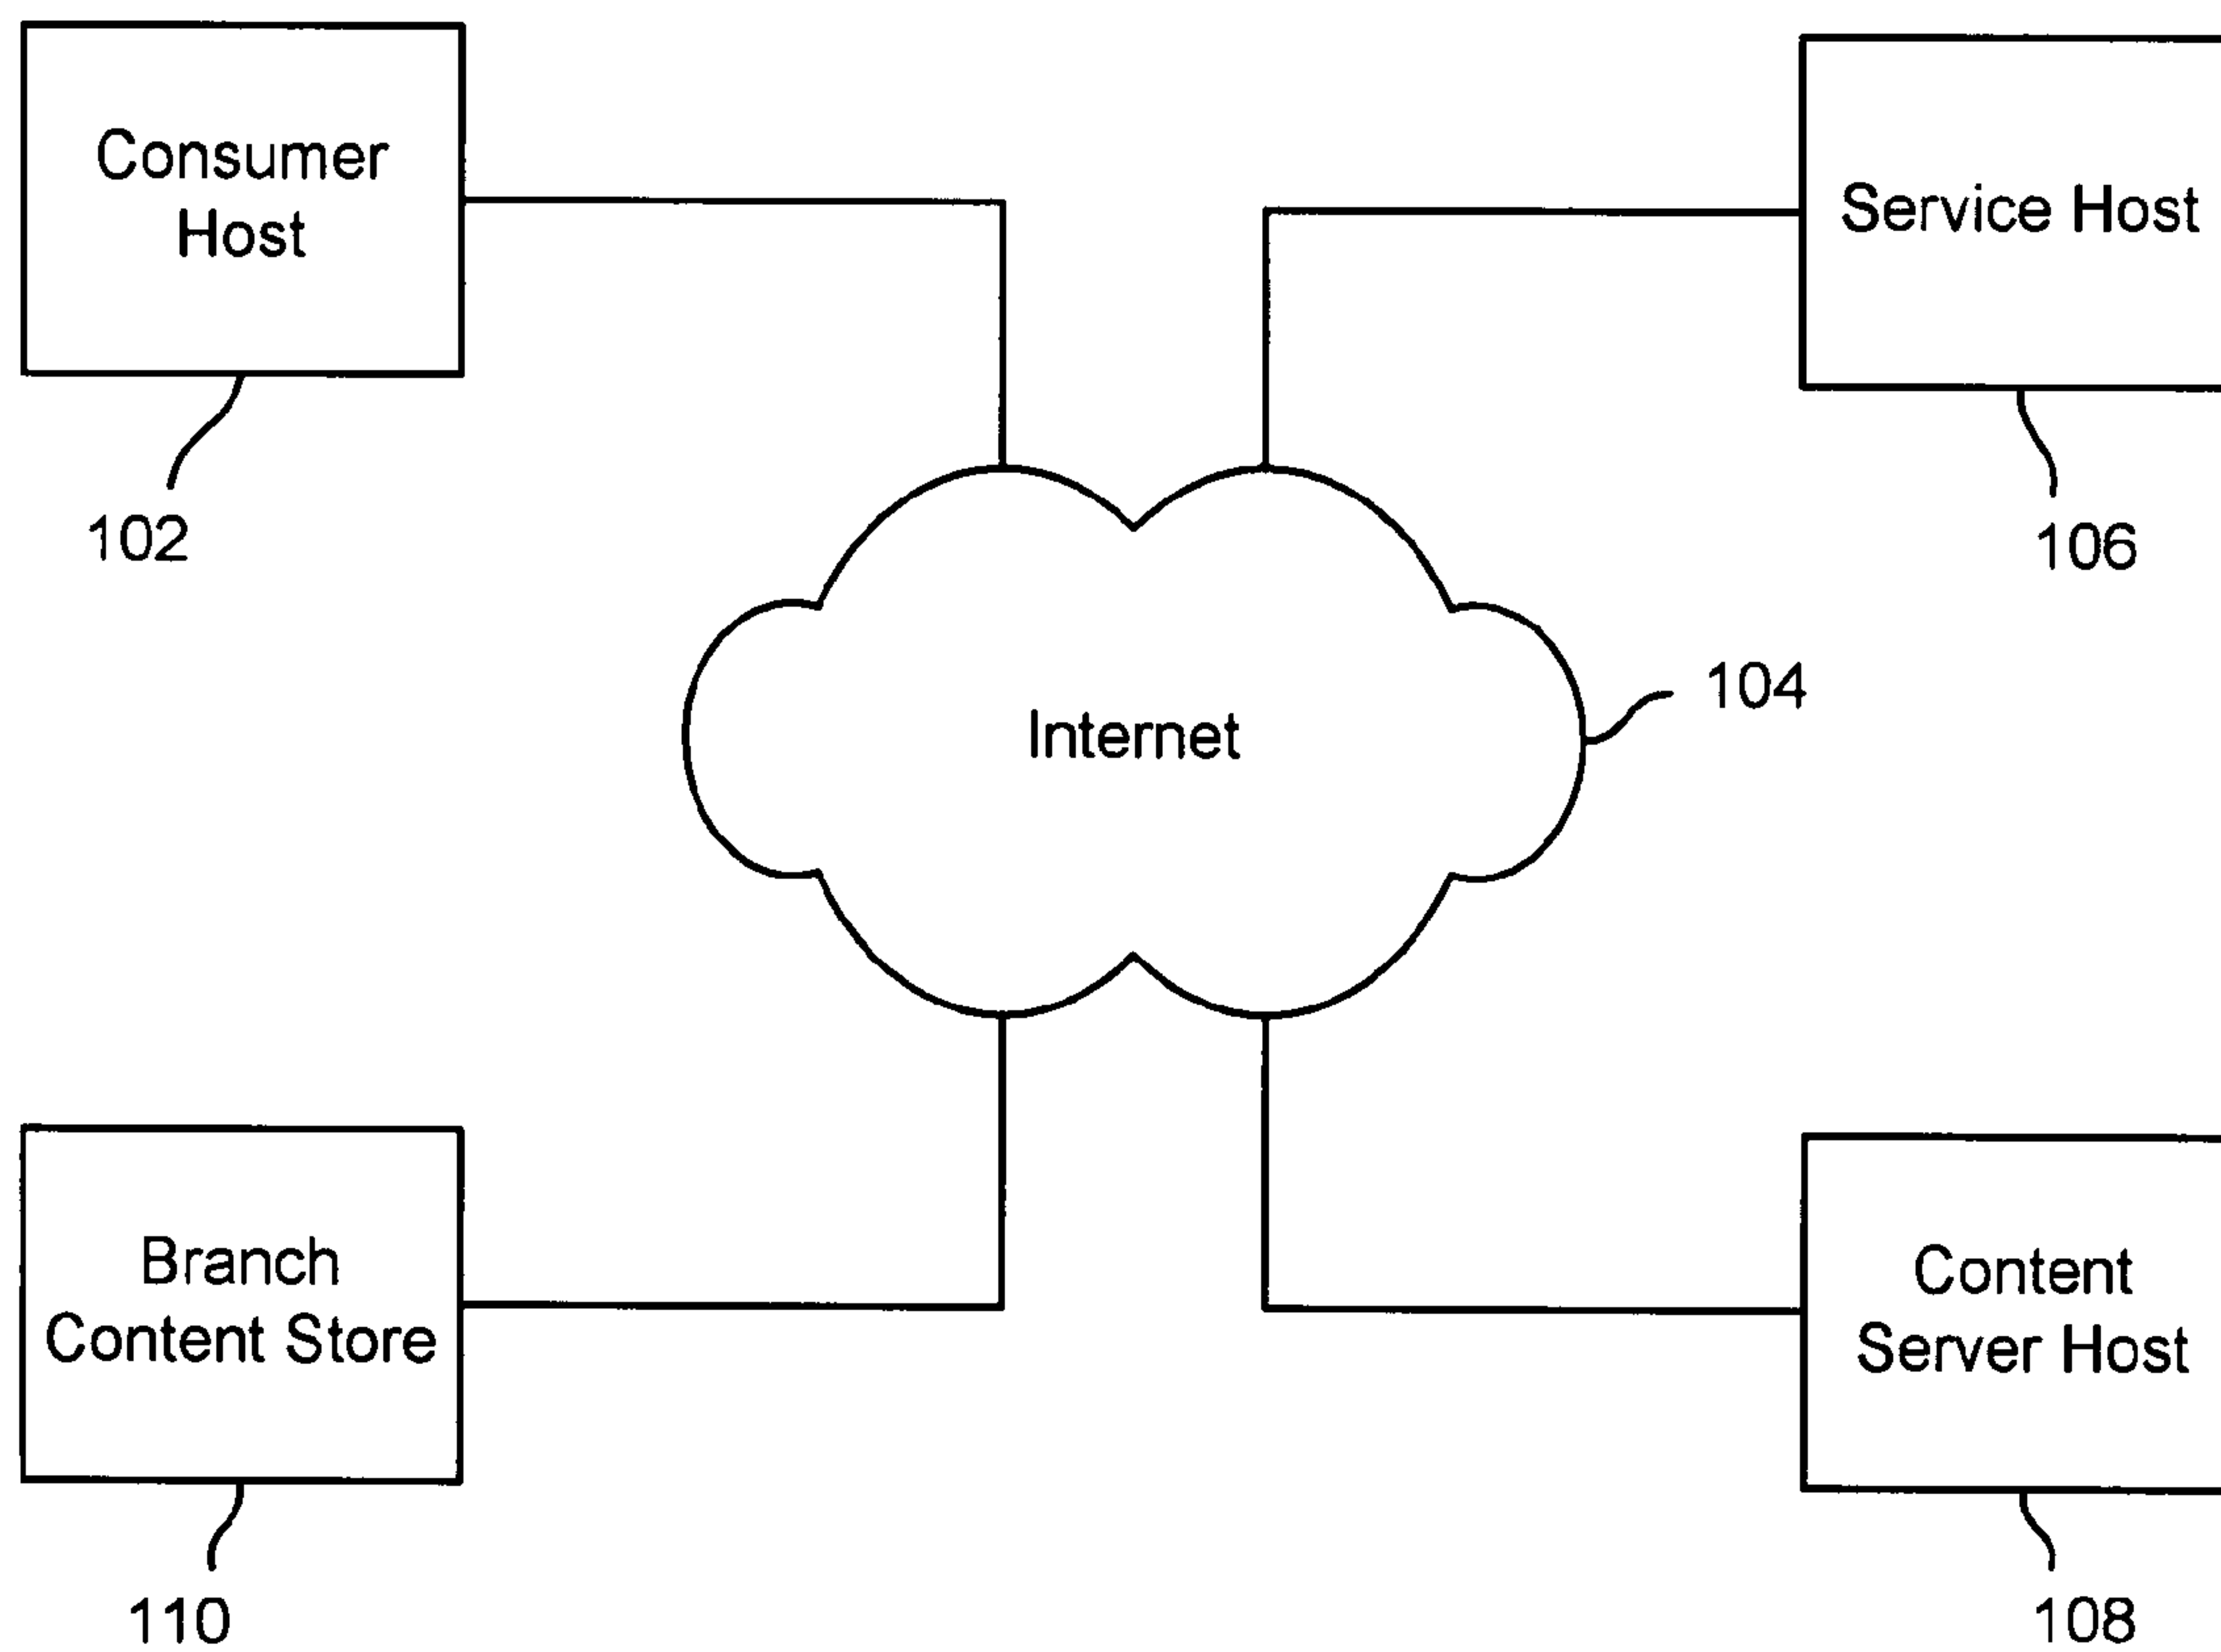 Consumer
Host
102
Service Host
106
Internet
104
Branch
Content Store
110
Content
Server Host
108